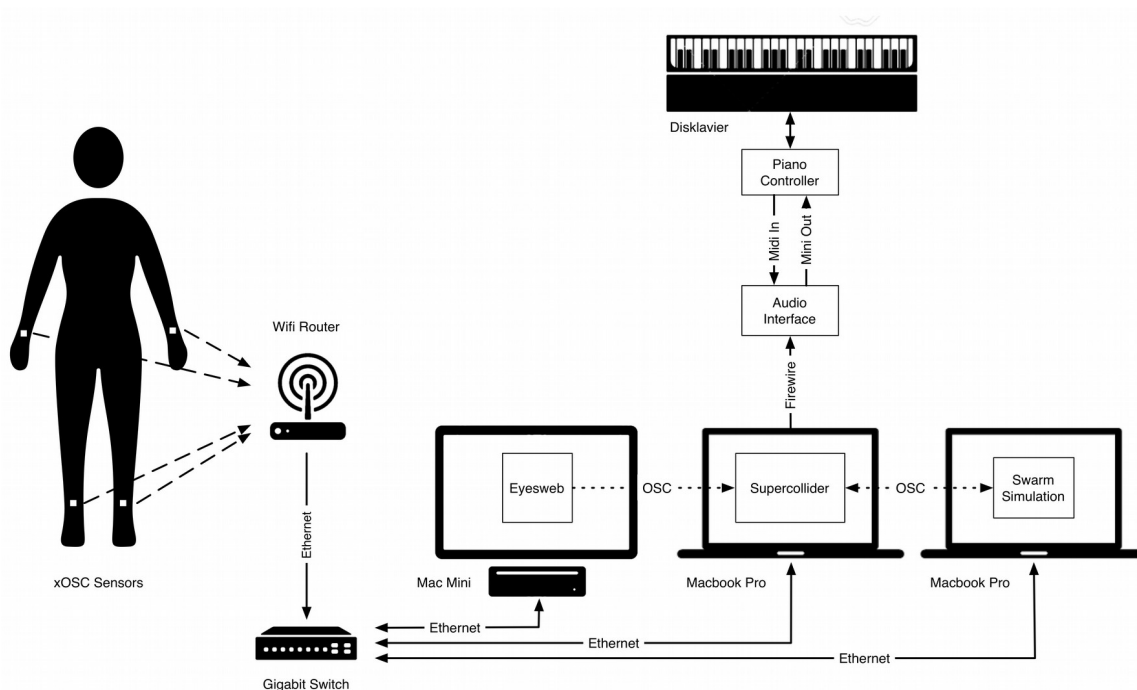 Disklavier
Piano
Controller
Midi In
Mini Out
Audio
Interface
Wifi Router
Firewire
Eyesweb
OSC
Supercollider
OSC
Swarm
Simulation
Ethernet
xOSC Sensors
Mac Mini
Macbook Pro
Macbook Pro
Ethernet
Ethernet
Ethernet
Gigabit Switch